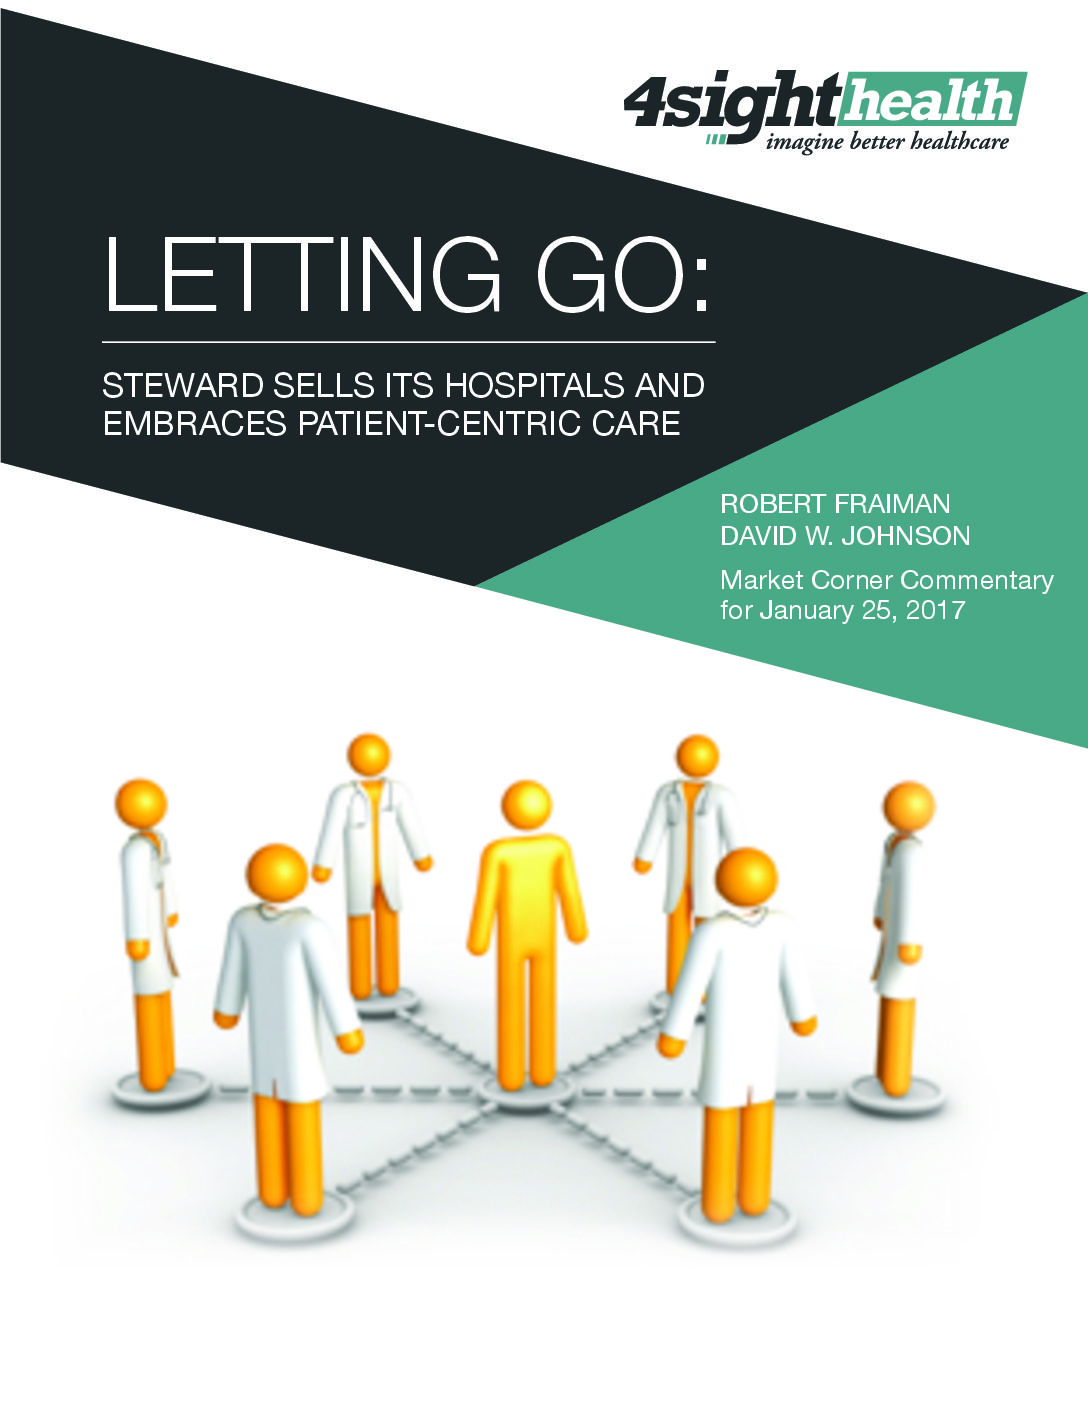 4sighthealth
imagine better healthcare
LETTING GO:
STEWARD SELLS ITS HOSPITALS AND
EMBRACES PATIENT-CENTRIC CARE
ROBERT FRAIMAN
DAVID W. JOHNSON
Market Corner Commentary
for January 25, 2017